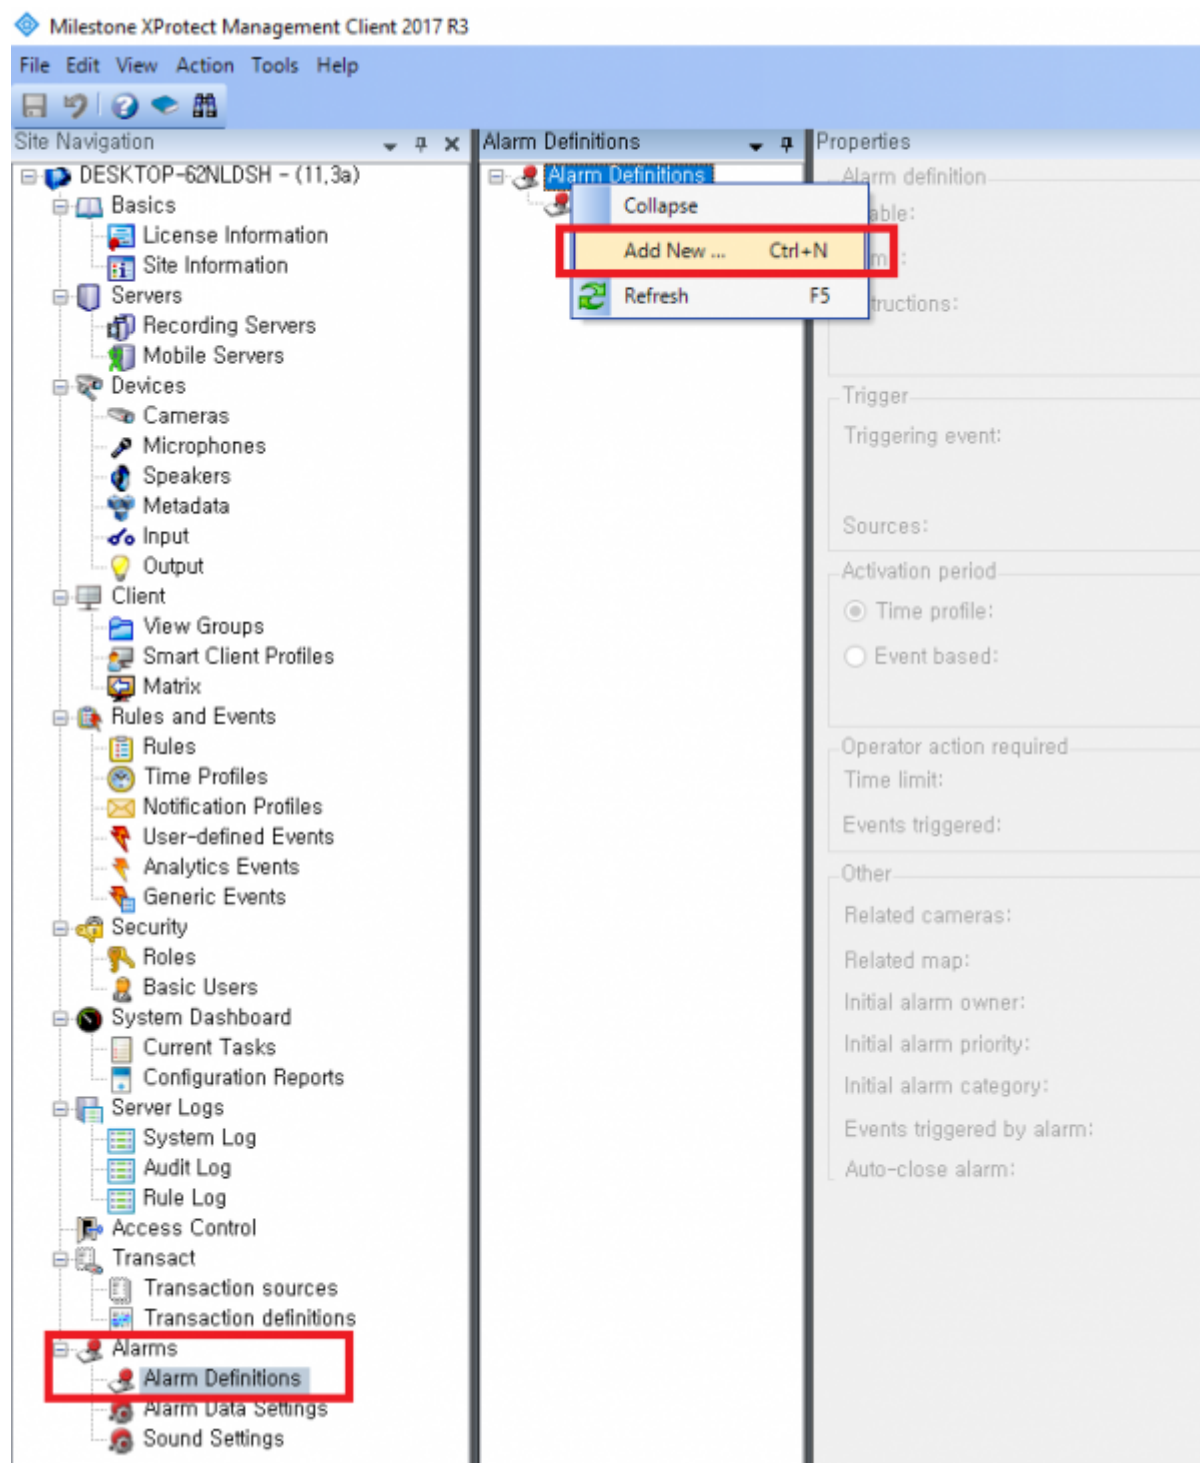 Milestone XProtect Management Client 2017 R3
File Edit View Action Tools Help
Site Navigation
DESKTOP-62NLDSH - (11,3a)
Basics
License Information
Site Information
Servers
Recording Servers
Mobile Servers
Devices
Cameras
Microphones
Speakers
Metadata
Input
Output
Client
View Groups
Smart Client Profiles
Matrix
Rules and Events
Rules
Time Profiles
Notification Profiles
User-defined Events
Analytics Events
Generic Events
Security
Roles
Basic Users
System Dashboard
Current Tasks
Configuration Reports
Server Logs
System Log
Audit Log
Rule Log
Access Control
Transact
Transaction sources
Transaction definitions
Alarms
Alarm Definitions
Alarm Data Settings
Sound Settings
Alarm Definitions
Alarm Definitions
Collapse
Add New ... Ctrl+N
Refresh F5
Properties
Alarm definition
able:
m :
tructions:
Trigger
Triggering event:
Sources:
Activation period
Time profile:
Event based:
Operator action required
Time limit:
Events triggered:
Other
Related cameras:
Related map:
Initial alarm owner:
Initial alarm priority:
Initial alarm category:
Events triggered by alarm:
Auto-close alarm: